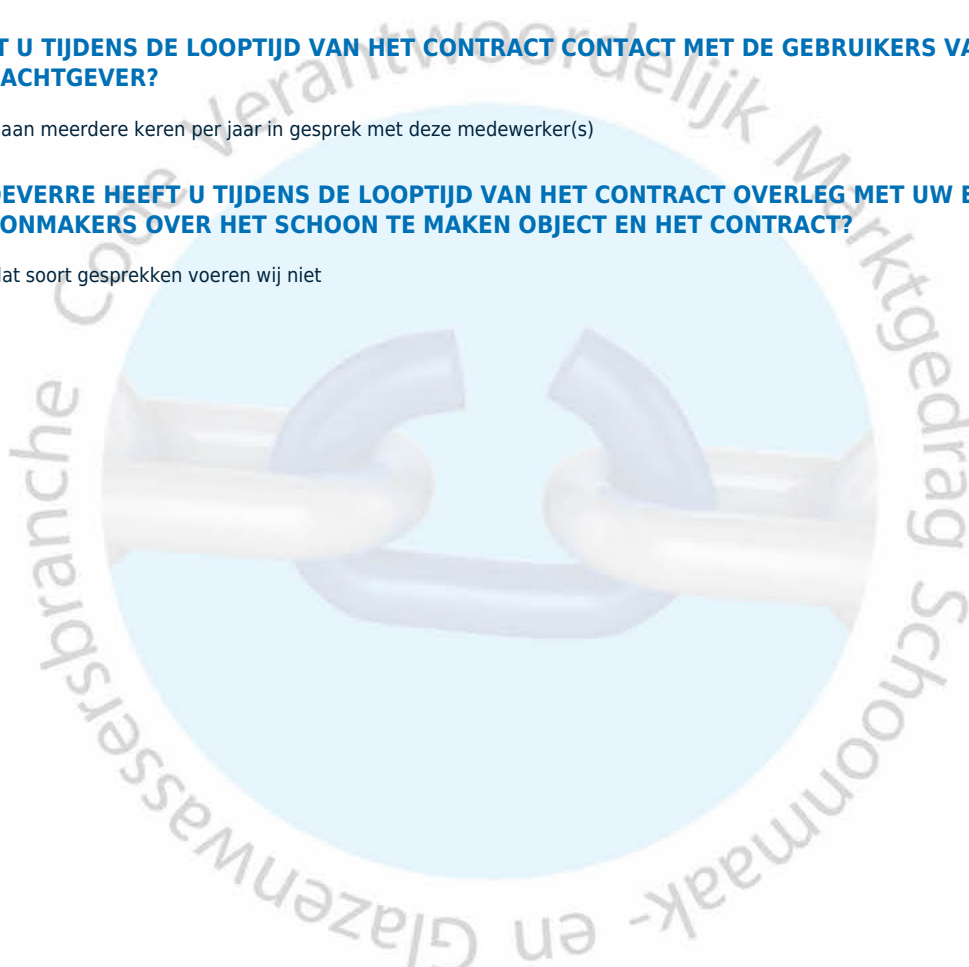 T U TIJDENS DE LOOPTIJD VAN HET CONTRACT CONTACT MET DE GEBRUIKERS VA
ACHTGEVER?
aan meerdere keren per jaar in gesprek met deze medewerker(s)
DEVERRE HEEFT U TIJDENS DE LOOPTIJD VAN HET CONTRACT OVERLEG MET UW E
ONMAKERS OVER HET SCHOON TE MAKEN OBJECT EN HET CONTRACT?
dat soort gesprekken voeren wij niet
Code Verantwoordelijk Marktgedrag Schoonmaak- en Glazenwassersbranche